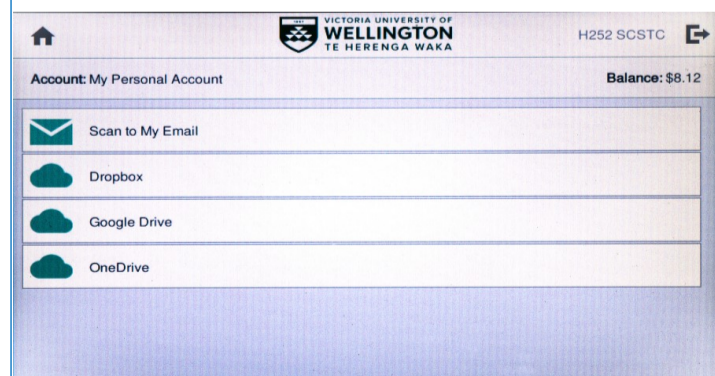 1897
VICTORIA UNIVERSITY OF
WELLINGTON
TE HERENGA WAKA
H252 SCSTC
Account: My Personal Account
Balance: $8.12
Scan to My Email
Dropbox
Google Drive
OneDrive